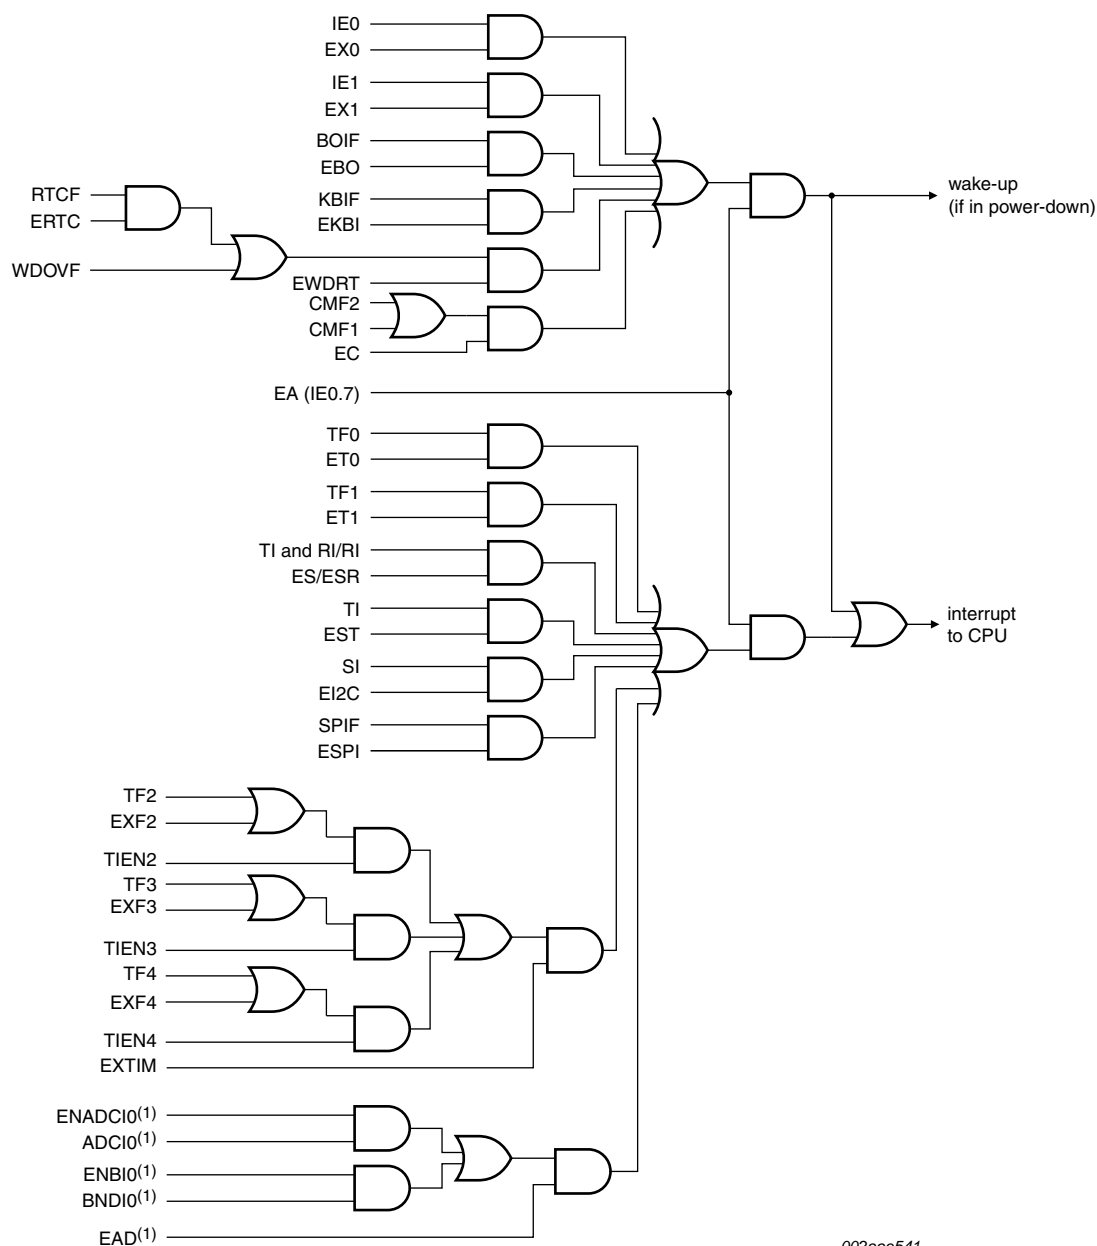 IE0
EX0
IE1
EX1
BOIF
EBO
KBIF
EKBI
RTCF
ERTC
WDOVF
EWDRT
CMF2
CMF1
EC
EA (IE0.7)
wake-up
(if in power-down)
TF0
ET0
TF1
ET1
TI and RI/RI
ES/ESR
TI
EST
SI
EI2C
SPIF
ESPI
interrupt
to CPU
TF2
EXF2
TIEN2
TF3
EXF3
TIEN3
TF4
EXF4
TIEN4
EXTIM
ENADCI0(1)
ADCI0(1)
ENBI0(1)
BNDI0(1)
EAD(1)